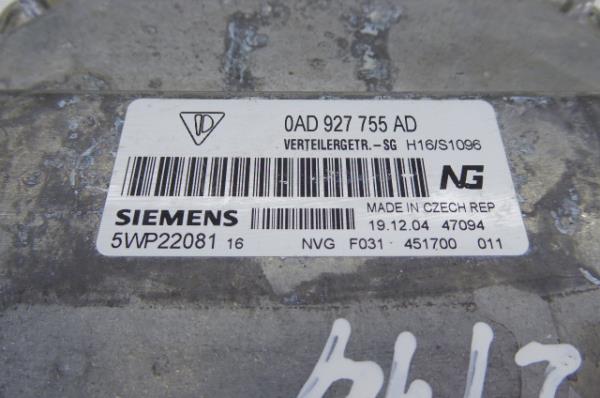 0AD 927 755 AD
VERTEILERGETR.-SG H16/S1096
NG
SIEMENS MADE IN CZECH REP
19.12.04 47094
5WP22081 16 NVG F031 451700 011